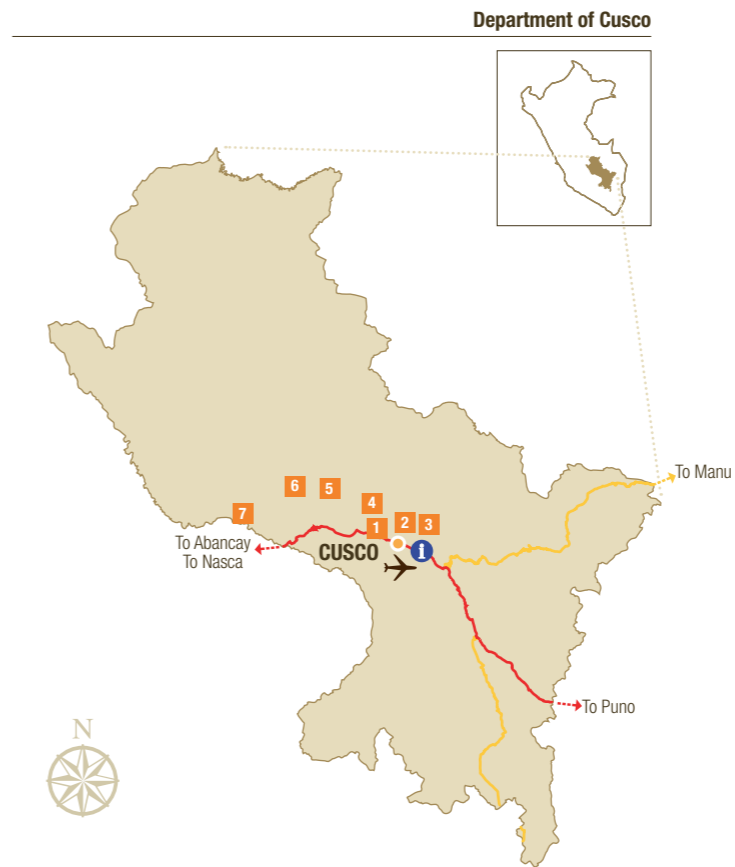 Department of Cusco
To Manu
6
5
4
7
1
2
3
To Abancay
To Nasca
CUSCO
i
To Puno
N